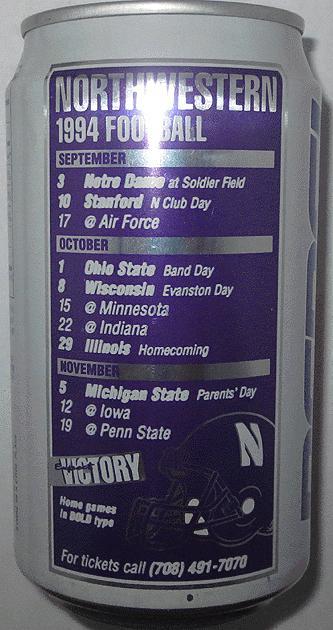 NORTHWESTERN
1994 FOOTBALL
SEPTEMBER
3 Notre Dame at Soldier Field
10 Stanford N Club Day
17 @ Air Force
OCTOBER
1 Ohio State Band Day
8 Wisconsin Evanston Day
15 @ Minnesota
22 @ Indiana
29 Illinois Homecoming
NOVEMBER
5 Michigan State Parents' Day
12 @ Iowa
19 @ Penn State
VICTORY
N
Home games
in BOLD type
For tickets call (708) 491-7070